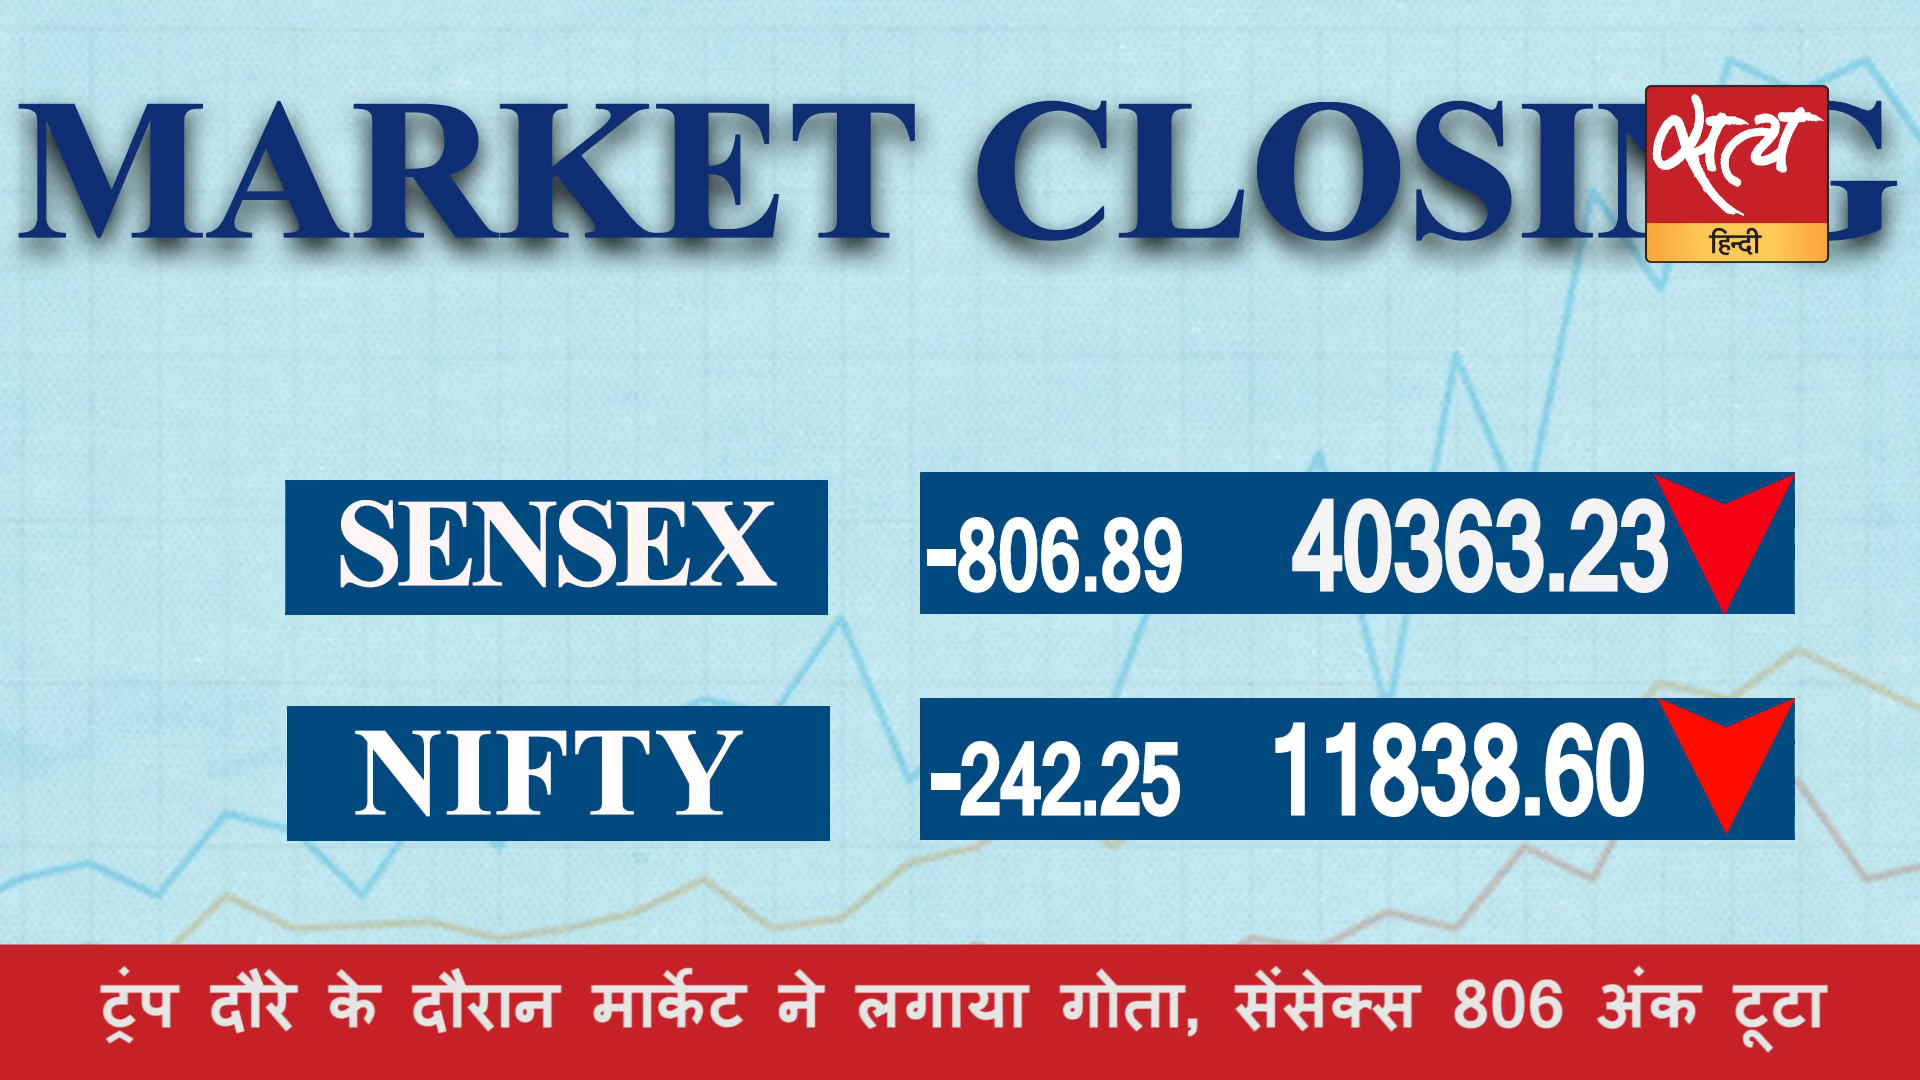 MARKET CLOSING
सत्य
हिन्दी
SENSEX -806.89 40363.23
NIFTY -242.25 11838.60
ट्रंप दौरे के दौरान मार्केट ने लगाया गोता, सेंसेक्स 806 अंक टूटा